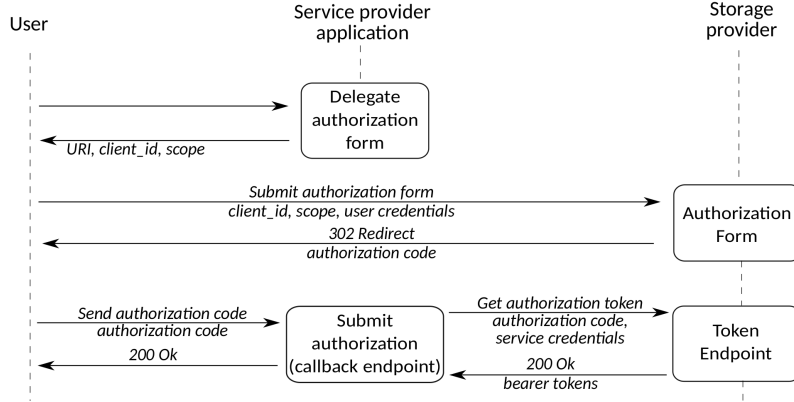 User
Service provider
application
Storage
provider
Delegate
authorization
form
URI, client_id, scope
Submit authorization form
client_id, scope, user credentials
302 Redirect
authorization code
Authorization
Form
Send authorization code
authorization code
200 Ok
Submit
authorization
(callback endpoint)
Get authorization token
authorization code,
service credentials
200 Ok
bearer tokens
Token
Endpoint